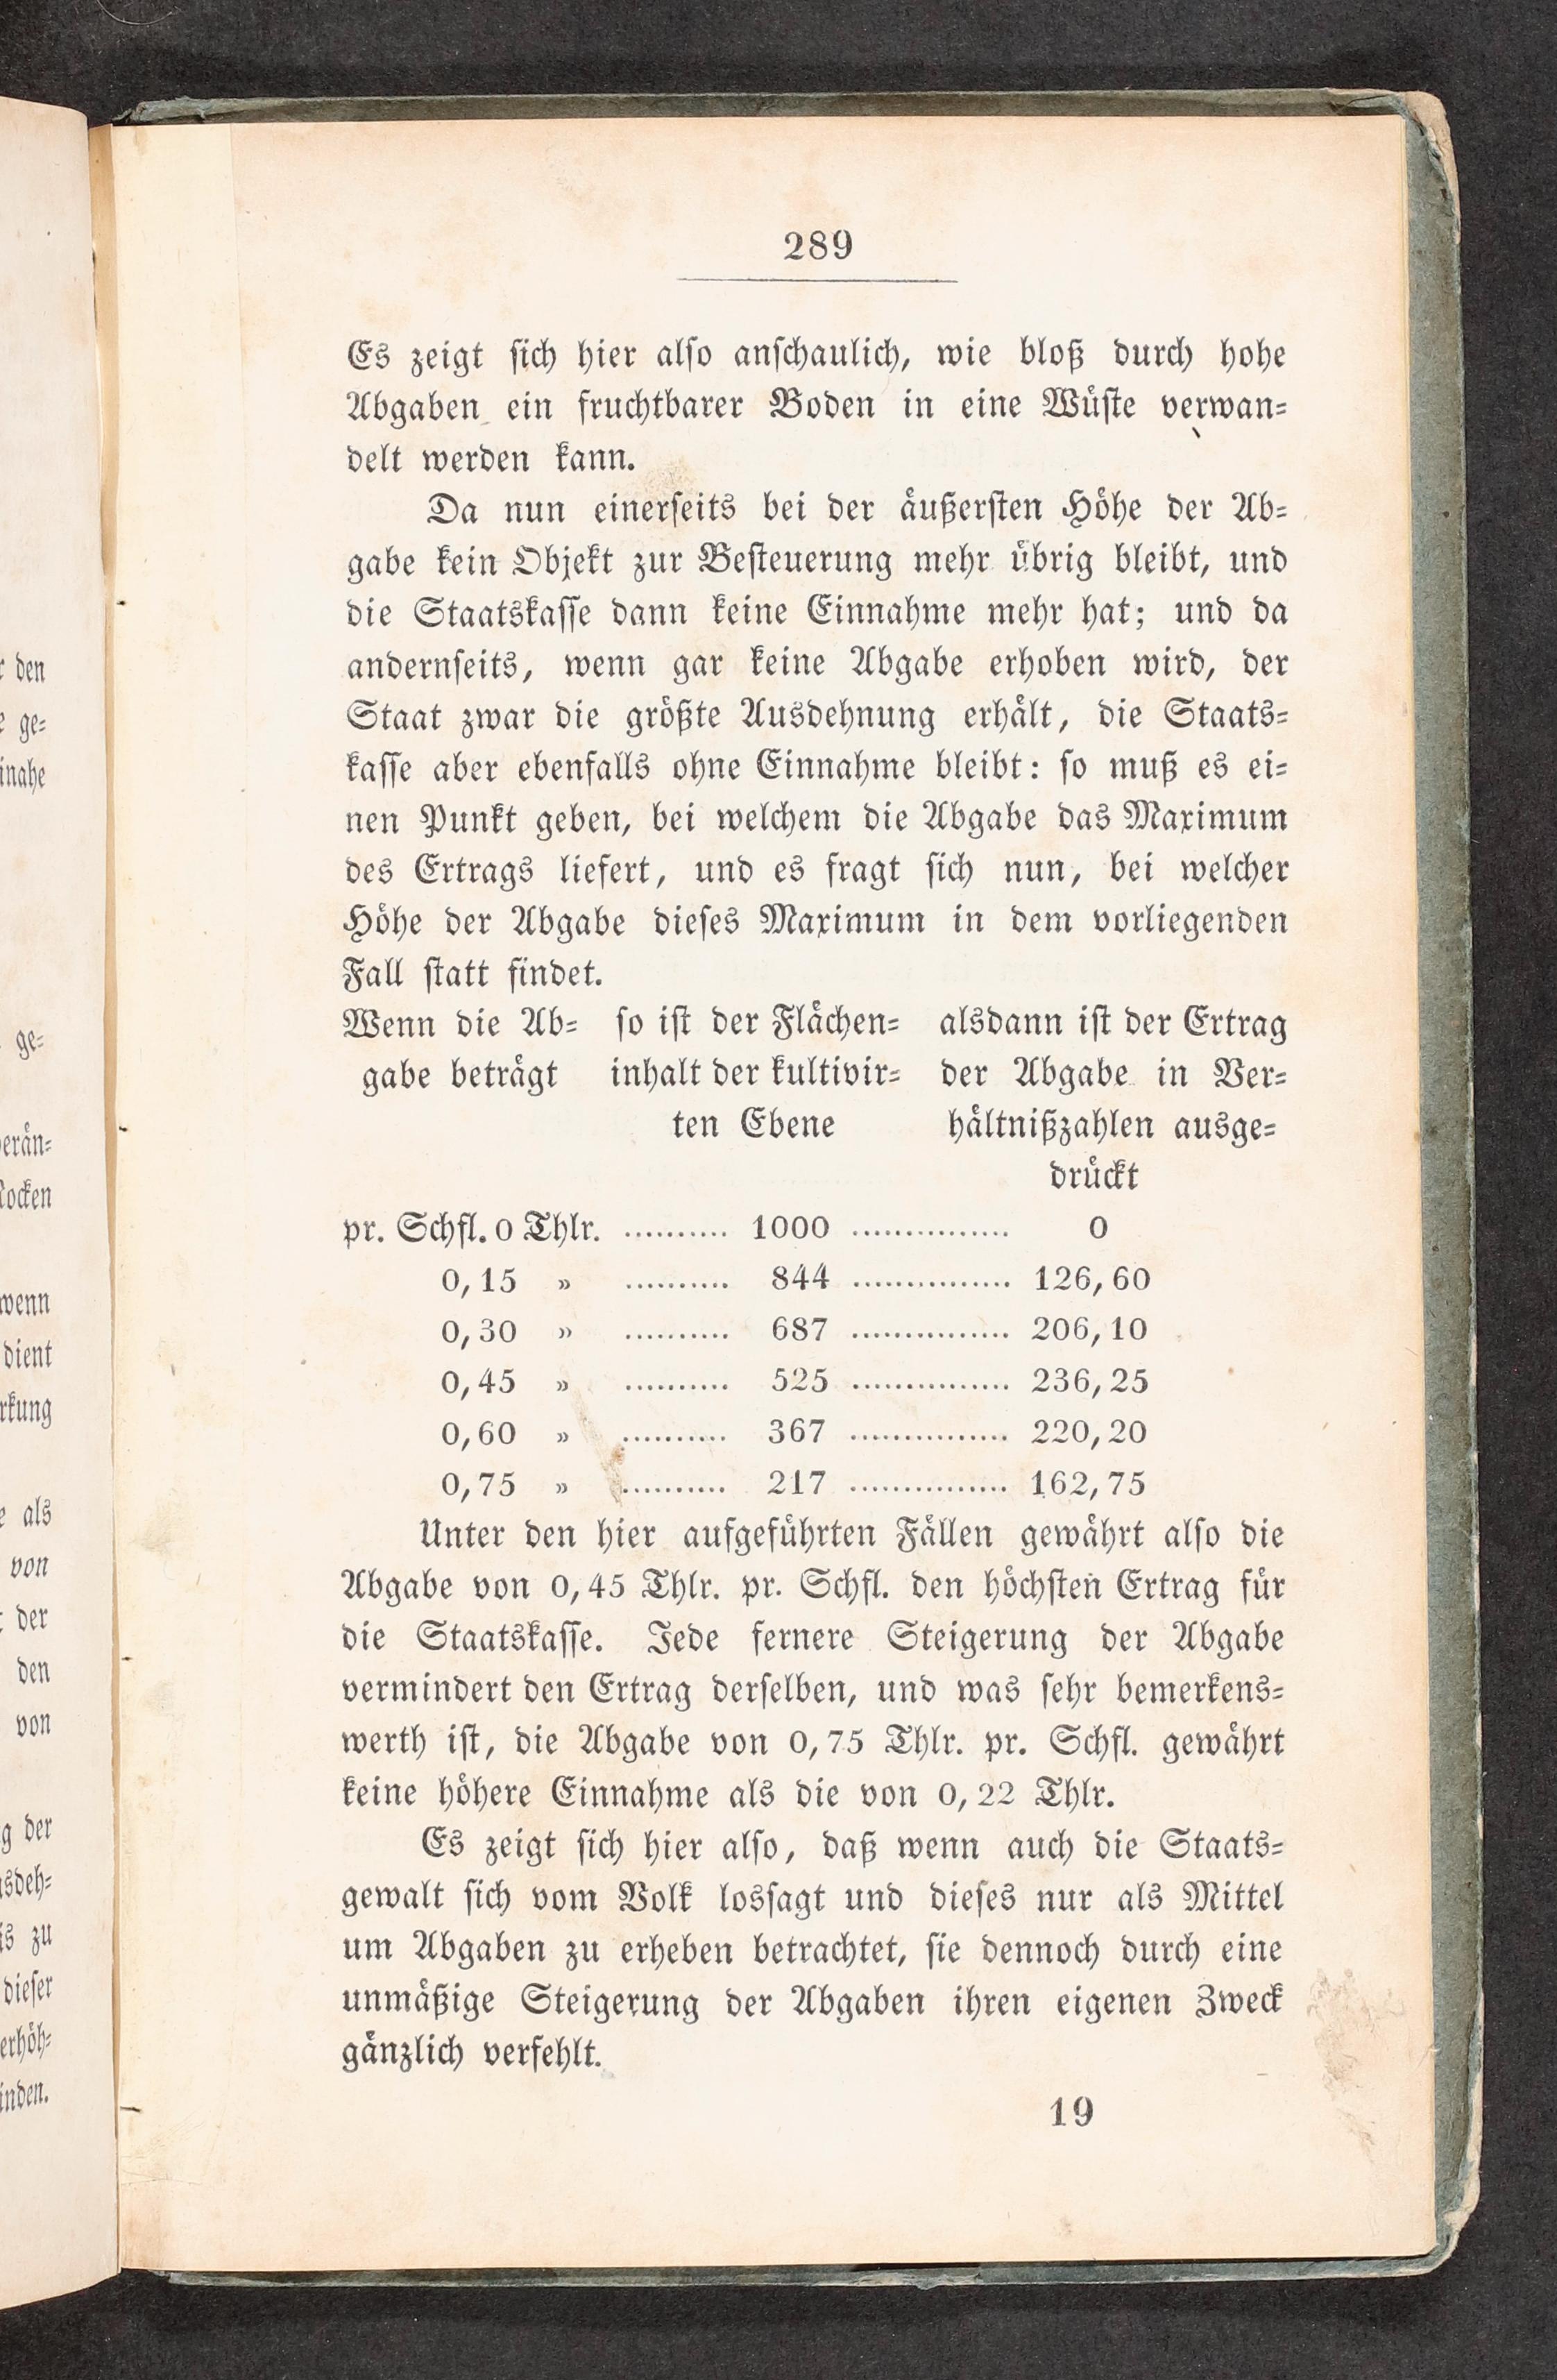 289
Es zeigt sich hier also anschaulich, wie bloß durch hohe
Abgaben ein fruchtbarer Boden in eine Wüste verwan-
delt werden kann.
Da nun einerseits bei der äußersten Höhe der Ab-
gabe kein Objekt zur Besteuerung mehr übrig bleibt, und
die Staatskasse dann keine Einnahme mehr hat; und da
andernseits, wenn gar keine Abgabe erhoben wird, der
Staat zwar die größte Ausdehnung erhält, die Staats-
kasse aber ebenfalls ohne Einnahme bleibt: so muß es ei-
nen Punkt geben, bei welchem die Abgabe das Maximum
des Ertrags liefert, und es fragt sich nun, bei welcher
Höhe der Abgabe dieses Maximum in dem vorliegenden
Fall statt findet.
Wenn die Ab- so ist der Flächen- alsdann ist der Ertrag
gabe beträgt inhalt der kultivir- der Abgabe in Ver-
ten Ebene hältnißzahlen ausge-
drückt
pr. Schfl. 0 Thlr. .......... 1000 ............... 0
0,15 » .......... 844 ............... 126,60
0,30 » .......... 687 ............... 206,10
0,45 » .......... 525 ............... 236,25
0,60 » .......... 367 ............... 220,20
0,75 » .......... 217 ............... 162,75
Unter den hier aufgeführten Fällen gewährt also die
Abgabe von 0,45 Thlr. pr. Schfl. den höchsten Ertrag für
die Staatskasse. Jede fernere Steigerung der Abgabe
vermindert den Ertrag derselben, und was sehr bemerkens-
werth ist, die Abgabe von 0,75 Thlr. pr. Schfl. gewährt
keine höhere Einnahme als die von 0,22 Thlr.
Es zeigt sich hier also, daß wenn auch die Staats-
gewalt sich vom Volk lossagt und dieses nur als Mittel
um Abgaben zu erheben betrachtet, sie dennoch durch eine
unmäßige Steigerung der Abgaben ihren eigenen Zweck
gänzlich verfehlt.
19
den
ge-
ge-
wenn
dient
als
von
der
den
von
der
zu
dieser